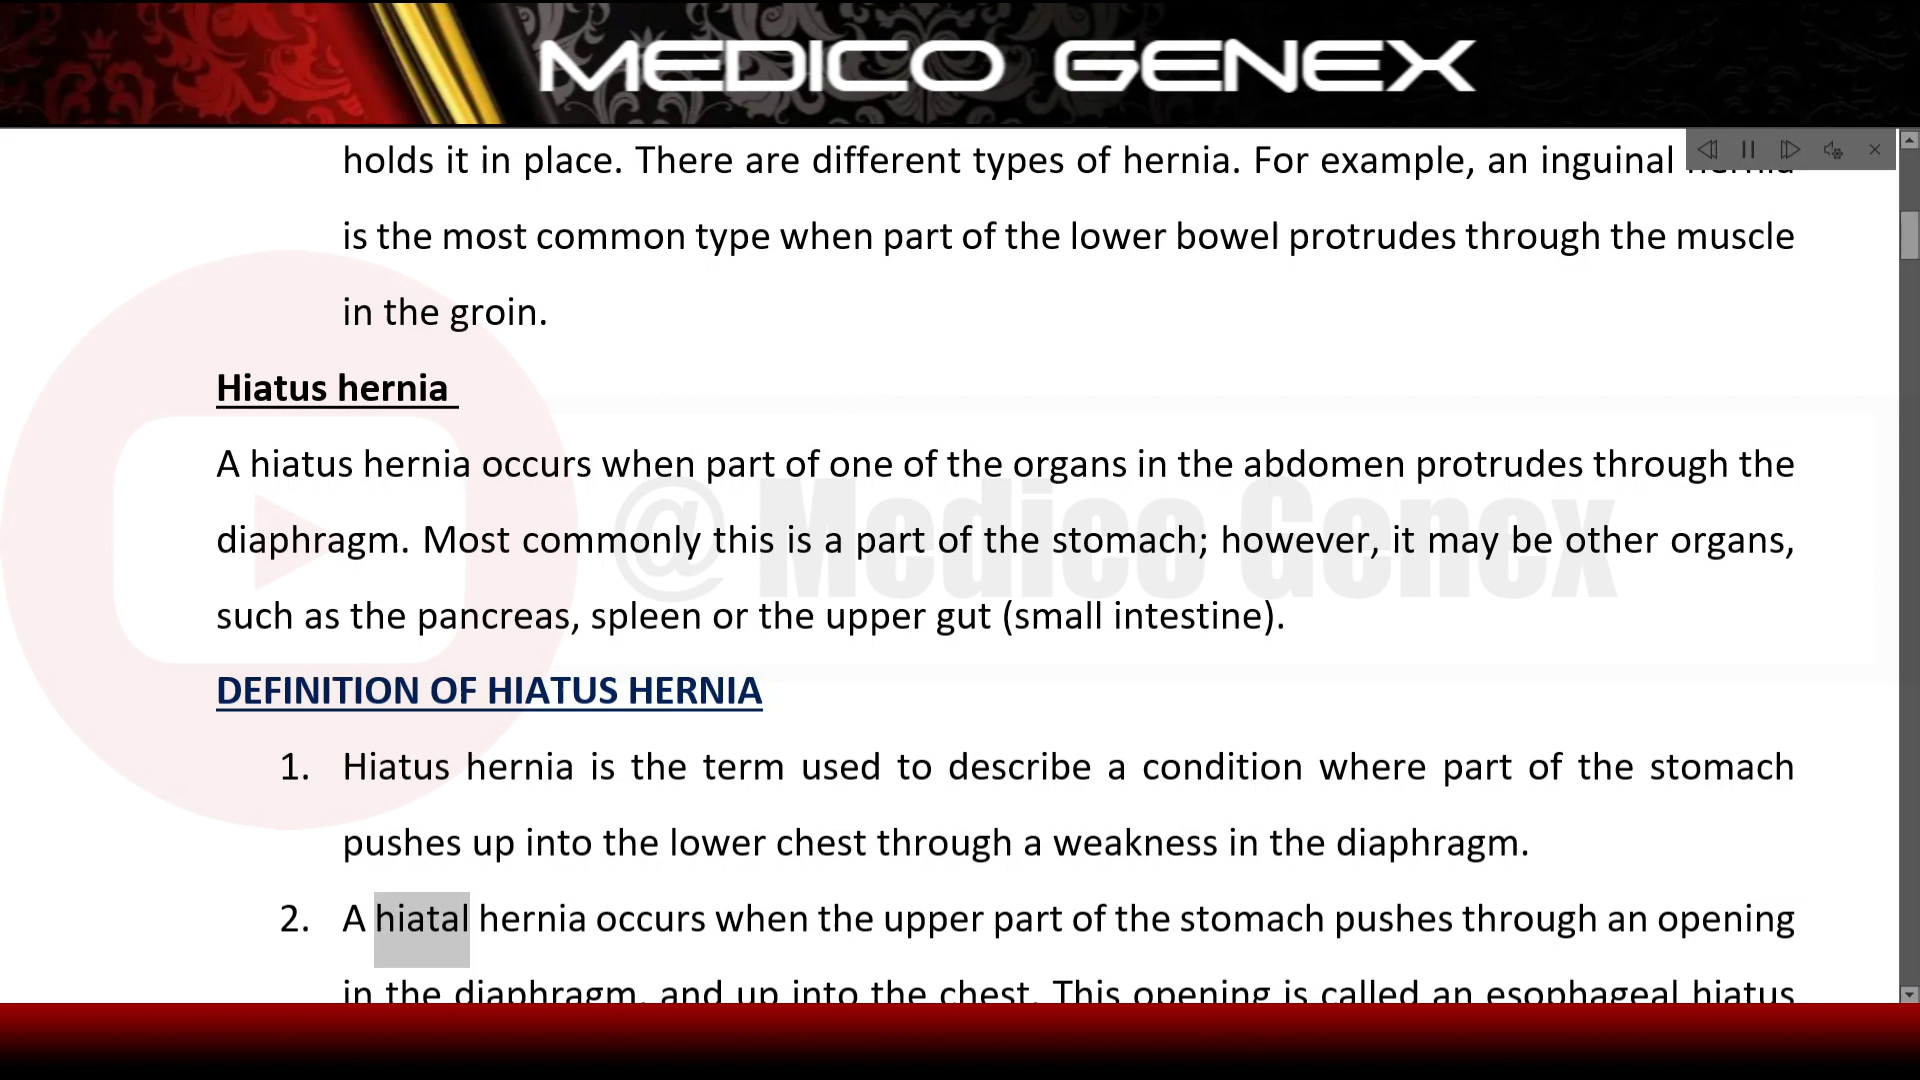 MEDICO GENEX
holds it in place. There are different types of hernia. For example, an inguinal hernia
is the most common type when part of the lower bowel protrudes through the muscle
in the groin.
Hiatus hernia
A hiatus hernia occurs when part of one of the organs in the abdomen protrudes through the
diaphragm. Most commonly this is a part of the stomach; however, it may be other organs,
@ Medico Genex
such as the pancreas, spleen or the upper gut (small intestine).
DEFINITION OF HIATUS HERNIA
1. Hiatus hernia is the term used to describe a condition where part of the stomach
pushes up into the lower chest through a weakness in the diaphragm.
2. A hiatal hernia occurs when the upper part of the stomach pushes through an opening
in the diaphragm, and up into the chest. This opening is called an esophageal hiatus